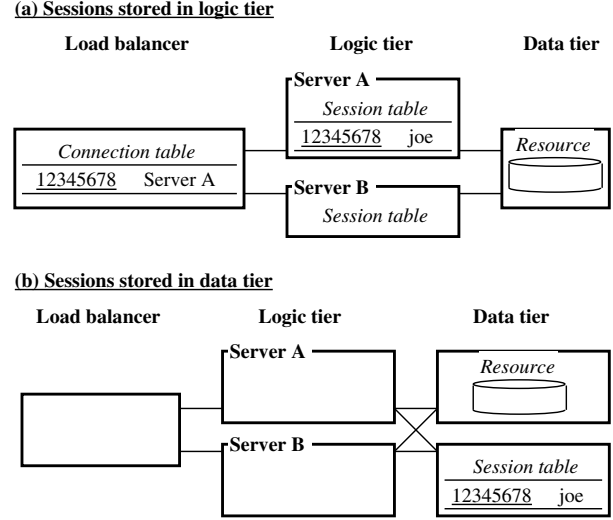 (a) Sessions stored in logic tier
Load balancer Logic tier Data tier
Server A
Session table
12345678 joe
Connection table
12345678 Server A
Resource
Server B
Session table
(b) Sessions stored in data tier
Load balancer Logic tier Data tier
Server A
Resource
Server B
Session table
12345678 joe